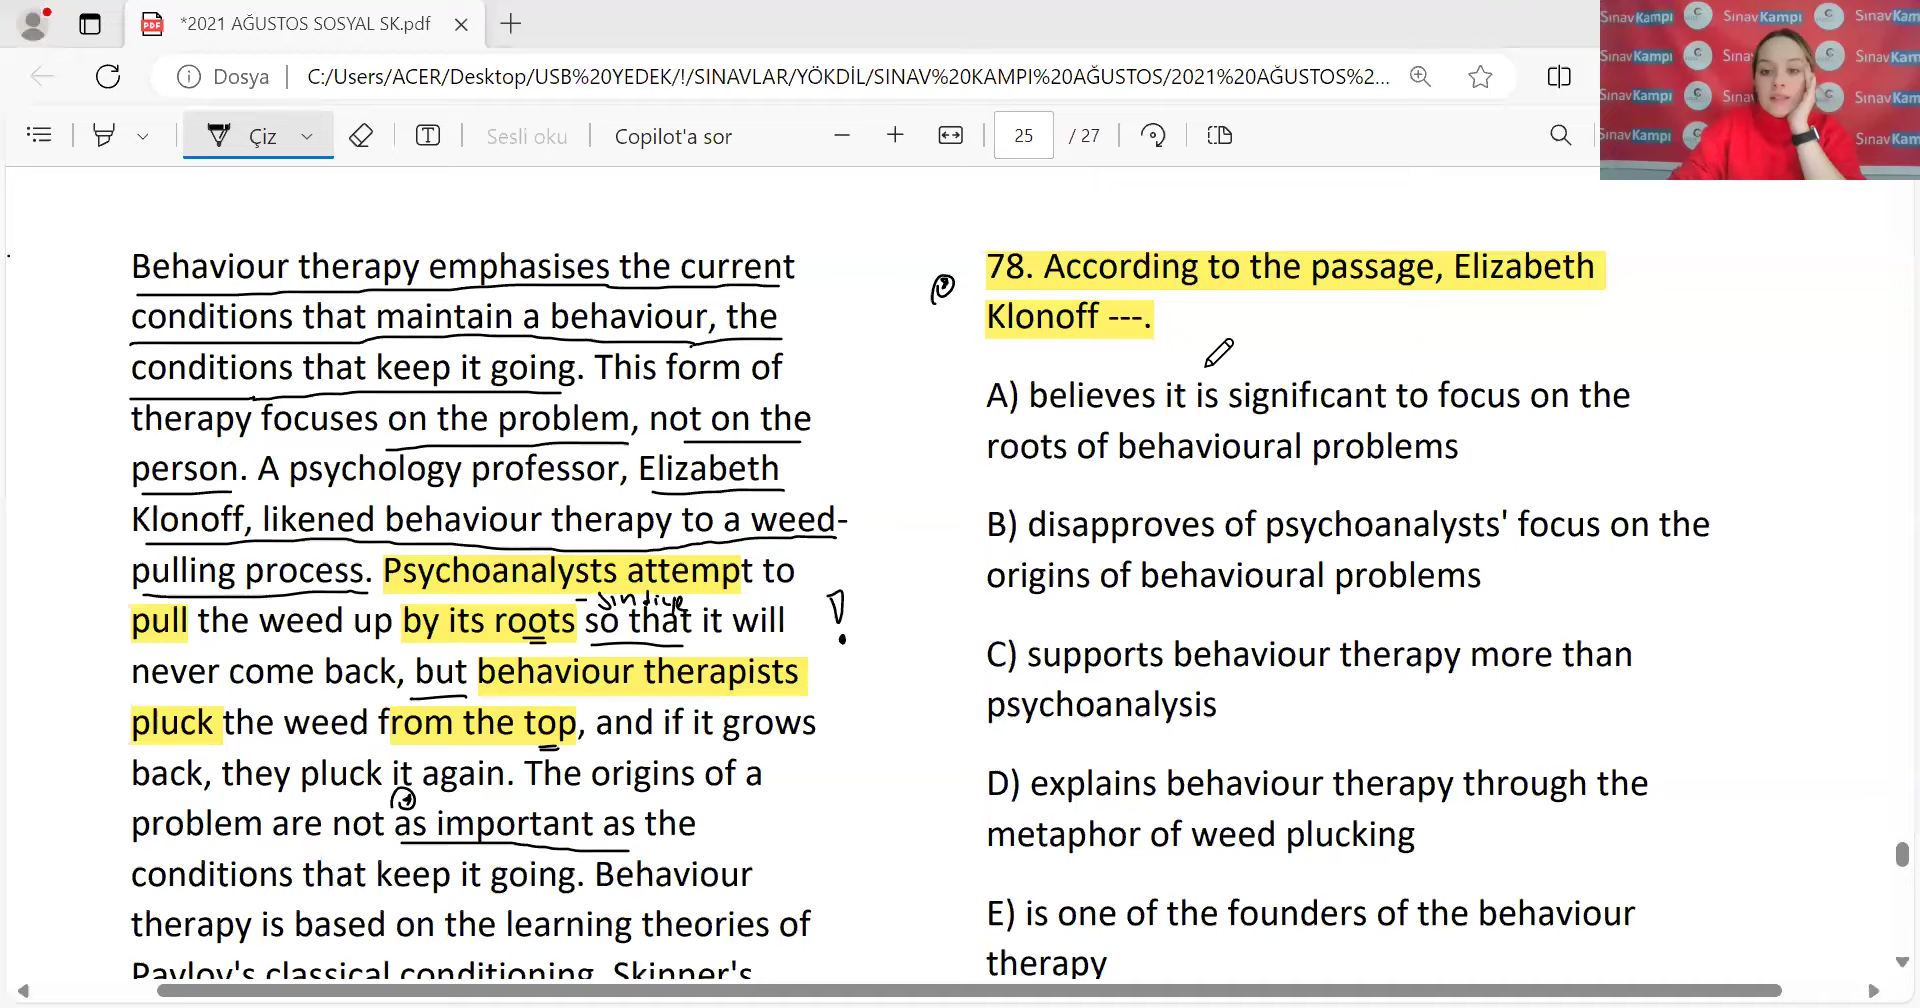 *2021 AĞUSTOS SOSYAL SK.pdf
PDF
Dosya
C:/Users/ACER/Desktop/USB%20YEDEK/!/SINAVLAR/YÖKDİL/SINAV%20KAMPI%20AĞUSTOS/2021%20AĞUSTOS%2...
Çiz
Sesli oku
Copilot'a sor
25 / 27
SınavKampı SınavKampı SınavKam
Behaviour therapy emphasises the current
conditions that maintain a behaviour, the
conditions that keep it going. This form of
therapy focuses on the problem, not on the
person. A psychology professor, Elizabeth
Klonoff, likened behaviour therapy to a weed-
pulling process. Psychoanalysts attempt to
pull the weed up by its roots so that it will
never come back, but behaviour therapists
pluck the weed from the top, and if it grows
back, they pluck it again. The origins of a
problem are not as important as the
conditions that keep it going. Behaviour
therapy is based on the learning theories of
Pavlov's classical conditioning, Skinner's
!
78. According to the passage, Elizabeth
Klonoff ---.
A) believes it is significant to focus on the
roots of behavioural problems
B) disapproves of psychoanalysts' focus on the
origins of behavioural problems
C) supports behaviour therapy more than
psychoanalysis
D) explains behaviour therapy through the
metaphor of weed plucking
E) is one of the founders of the behaviour
therapy